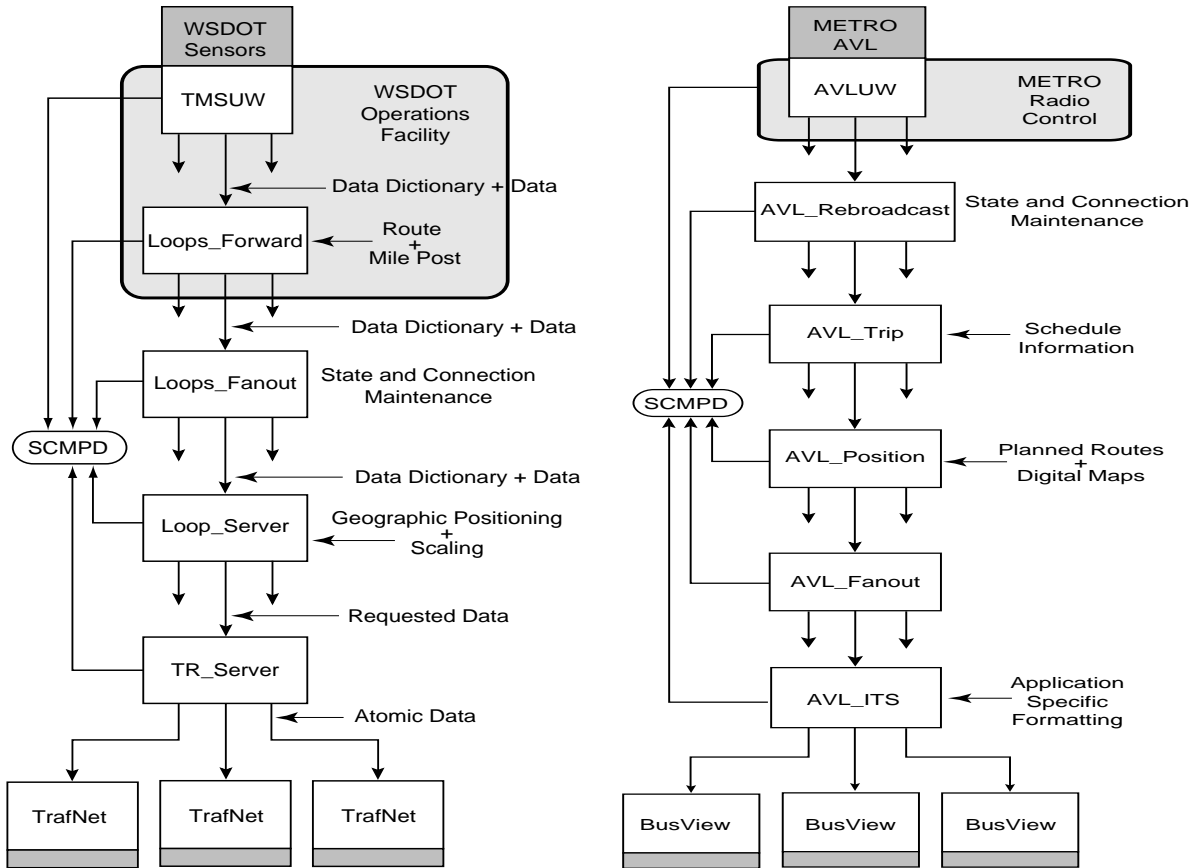 WSDOT
Sensors
TMSUW
WSDOT
Operations
Facility
Data Dictionary + Data
Loops_Forward
Route
+
Mile Post
Data Dictionary + Data
Loops_Fanout
State and Connection
Maintenance
SCMPD
Data Dictionary + Data
Loop_Server
Geographic Positioning
+
Scaling
Requested Data
TR_Server
Atomic Data
TrafNet
TrafNet
TrafNet
METRO
AVL
AVLUW
METRO
Radio
Control
AVL_Rebroadcast
State and Connection
Maintenance
AVL_Trip
Schedule
Information
SCMPD
AVL_Position
Planned Routes
+
Digital Maps
AVL_Fanout
AVL_ITS
Application
Specific
Formatting
BusView
BusView
BusView